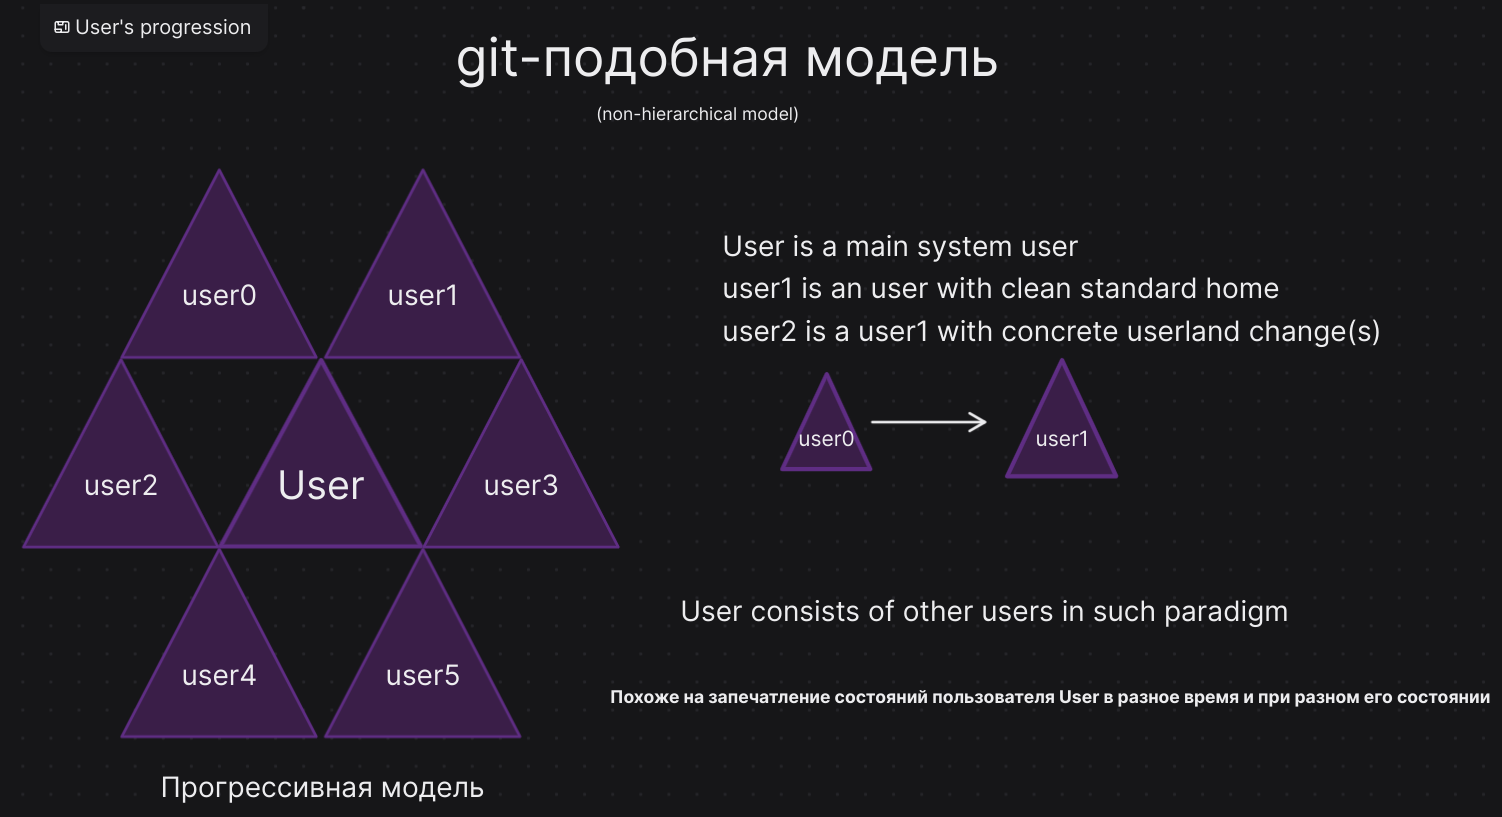 User's progression
git-подобная модель
(non-hierarchical model)
user0
user1
user2
User
user3
user4
user5
Прогрессивная модель
User is a main system user
user1 is an user with clean standard home
user2 is a user1 with concrete userland change(s)
user0
user1
User consists of other users in such paradigm
Похоже на запечатление состояний пользователя User в разное время и при разном его состоянии